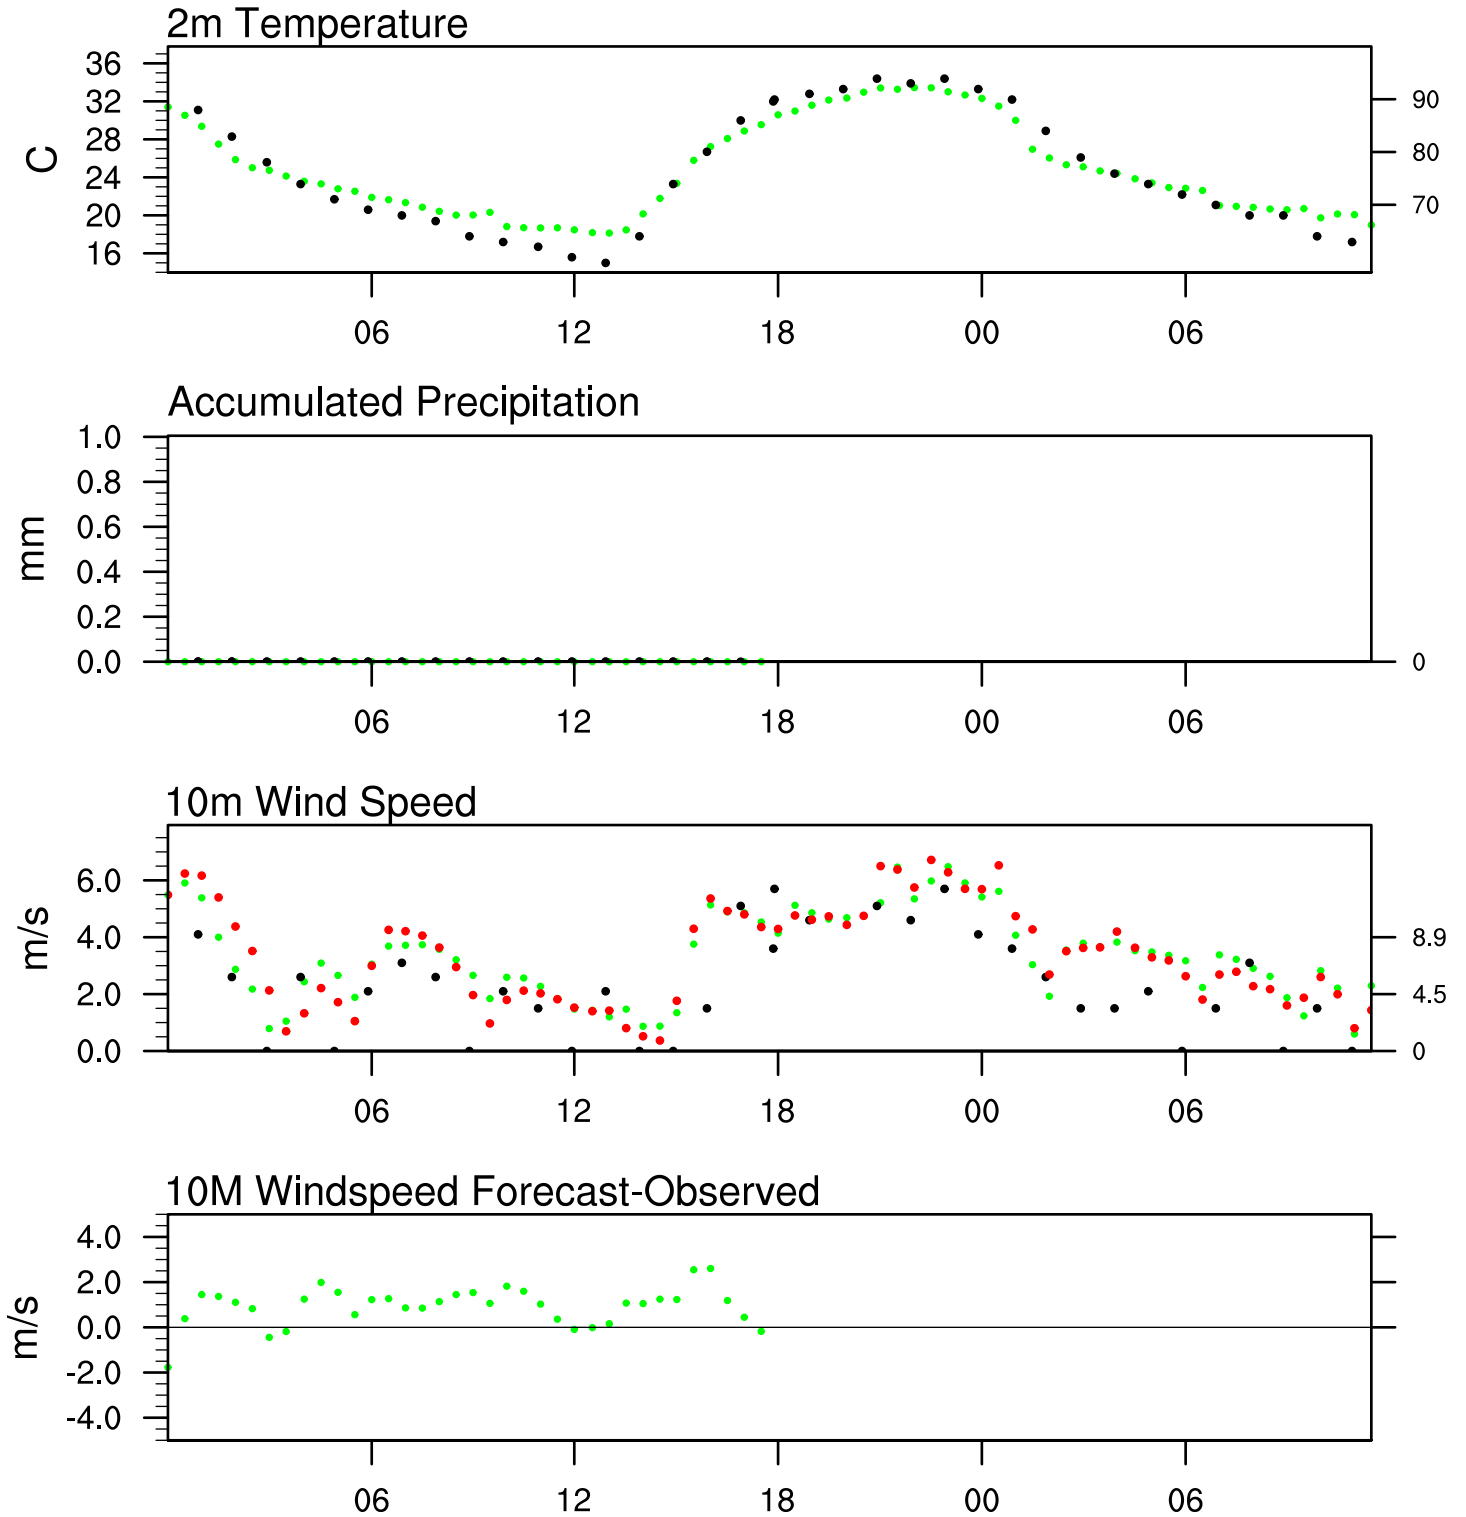 2m Temperature
36
32
28
24
20
16
C
90
80
70
06 12 18 00 06
Accumulated Precipitation
1.0
0.8
0.6
0.4
0.2
0.0
mm
0
06 12 18 00 06
10m Wind Speed
6.0
4.0
2.0
0.0
m/s
8.9
4.5
0
06 12 18 00 06
10M Windspeed Forecast-Observed
4.0
2.0
0.0
-2.0
-4.0
m/s
06 12 18 00 06